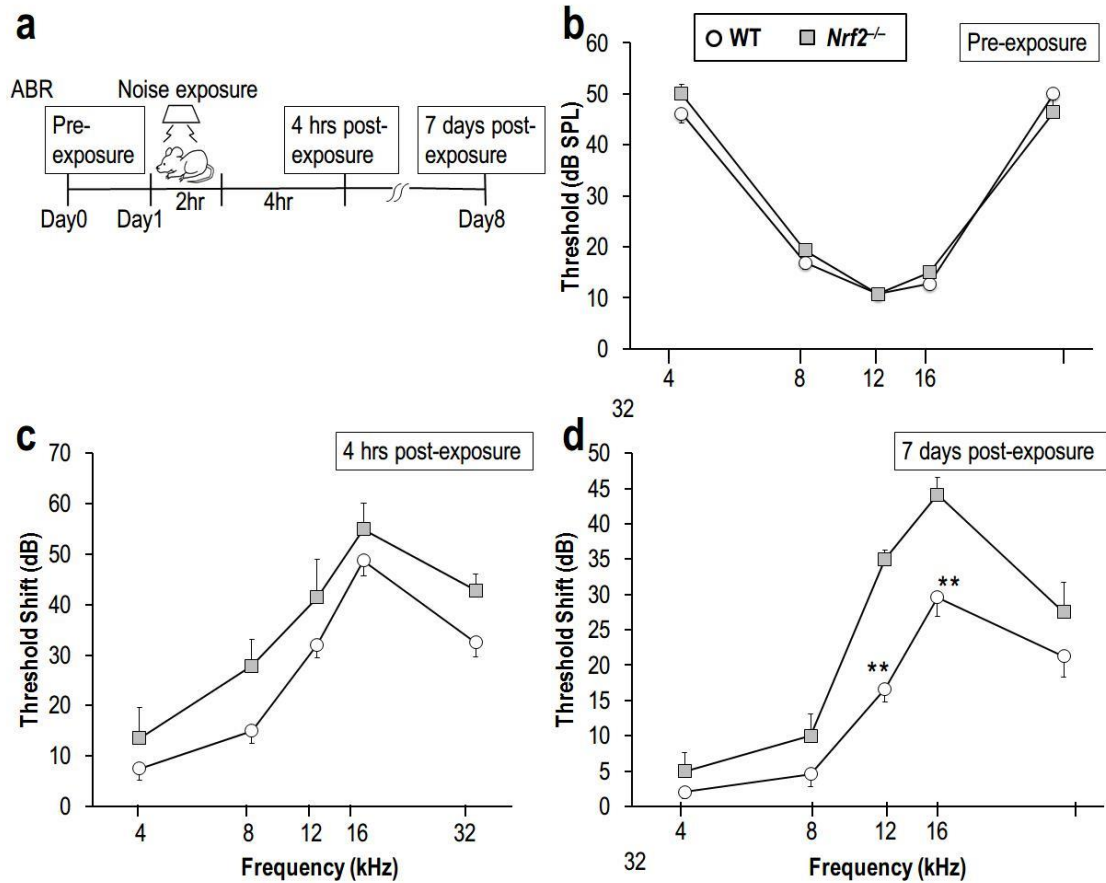 a
ABR
Noise exposure
Pre-
exposure
4 hrs post-
exposure
7 days post-
exposure
2hr
4hr
Day0
Day1
Day8
b
WT
Nrf2–/–
Pre-exposure
Threshold (dB SPL)
60
50
40
30
20
10
0
4
8
12
16
32
c
4 hrs post-exposure
Threshold Shift (dB)
70
60
50
40
30
20
10
0
4
8
12
16
32
Frequency (kHz)
d
7 days post-exposure
Threshold Shift (dB)
50
45
40
35
30
25
20
15
10
5
0
**
**
4
8
12
16
32
Frequency (kHz)